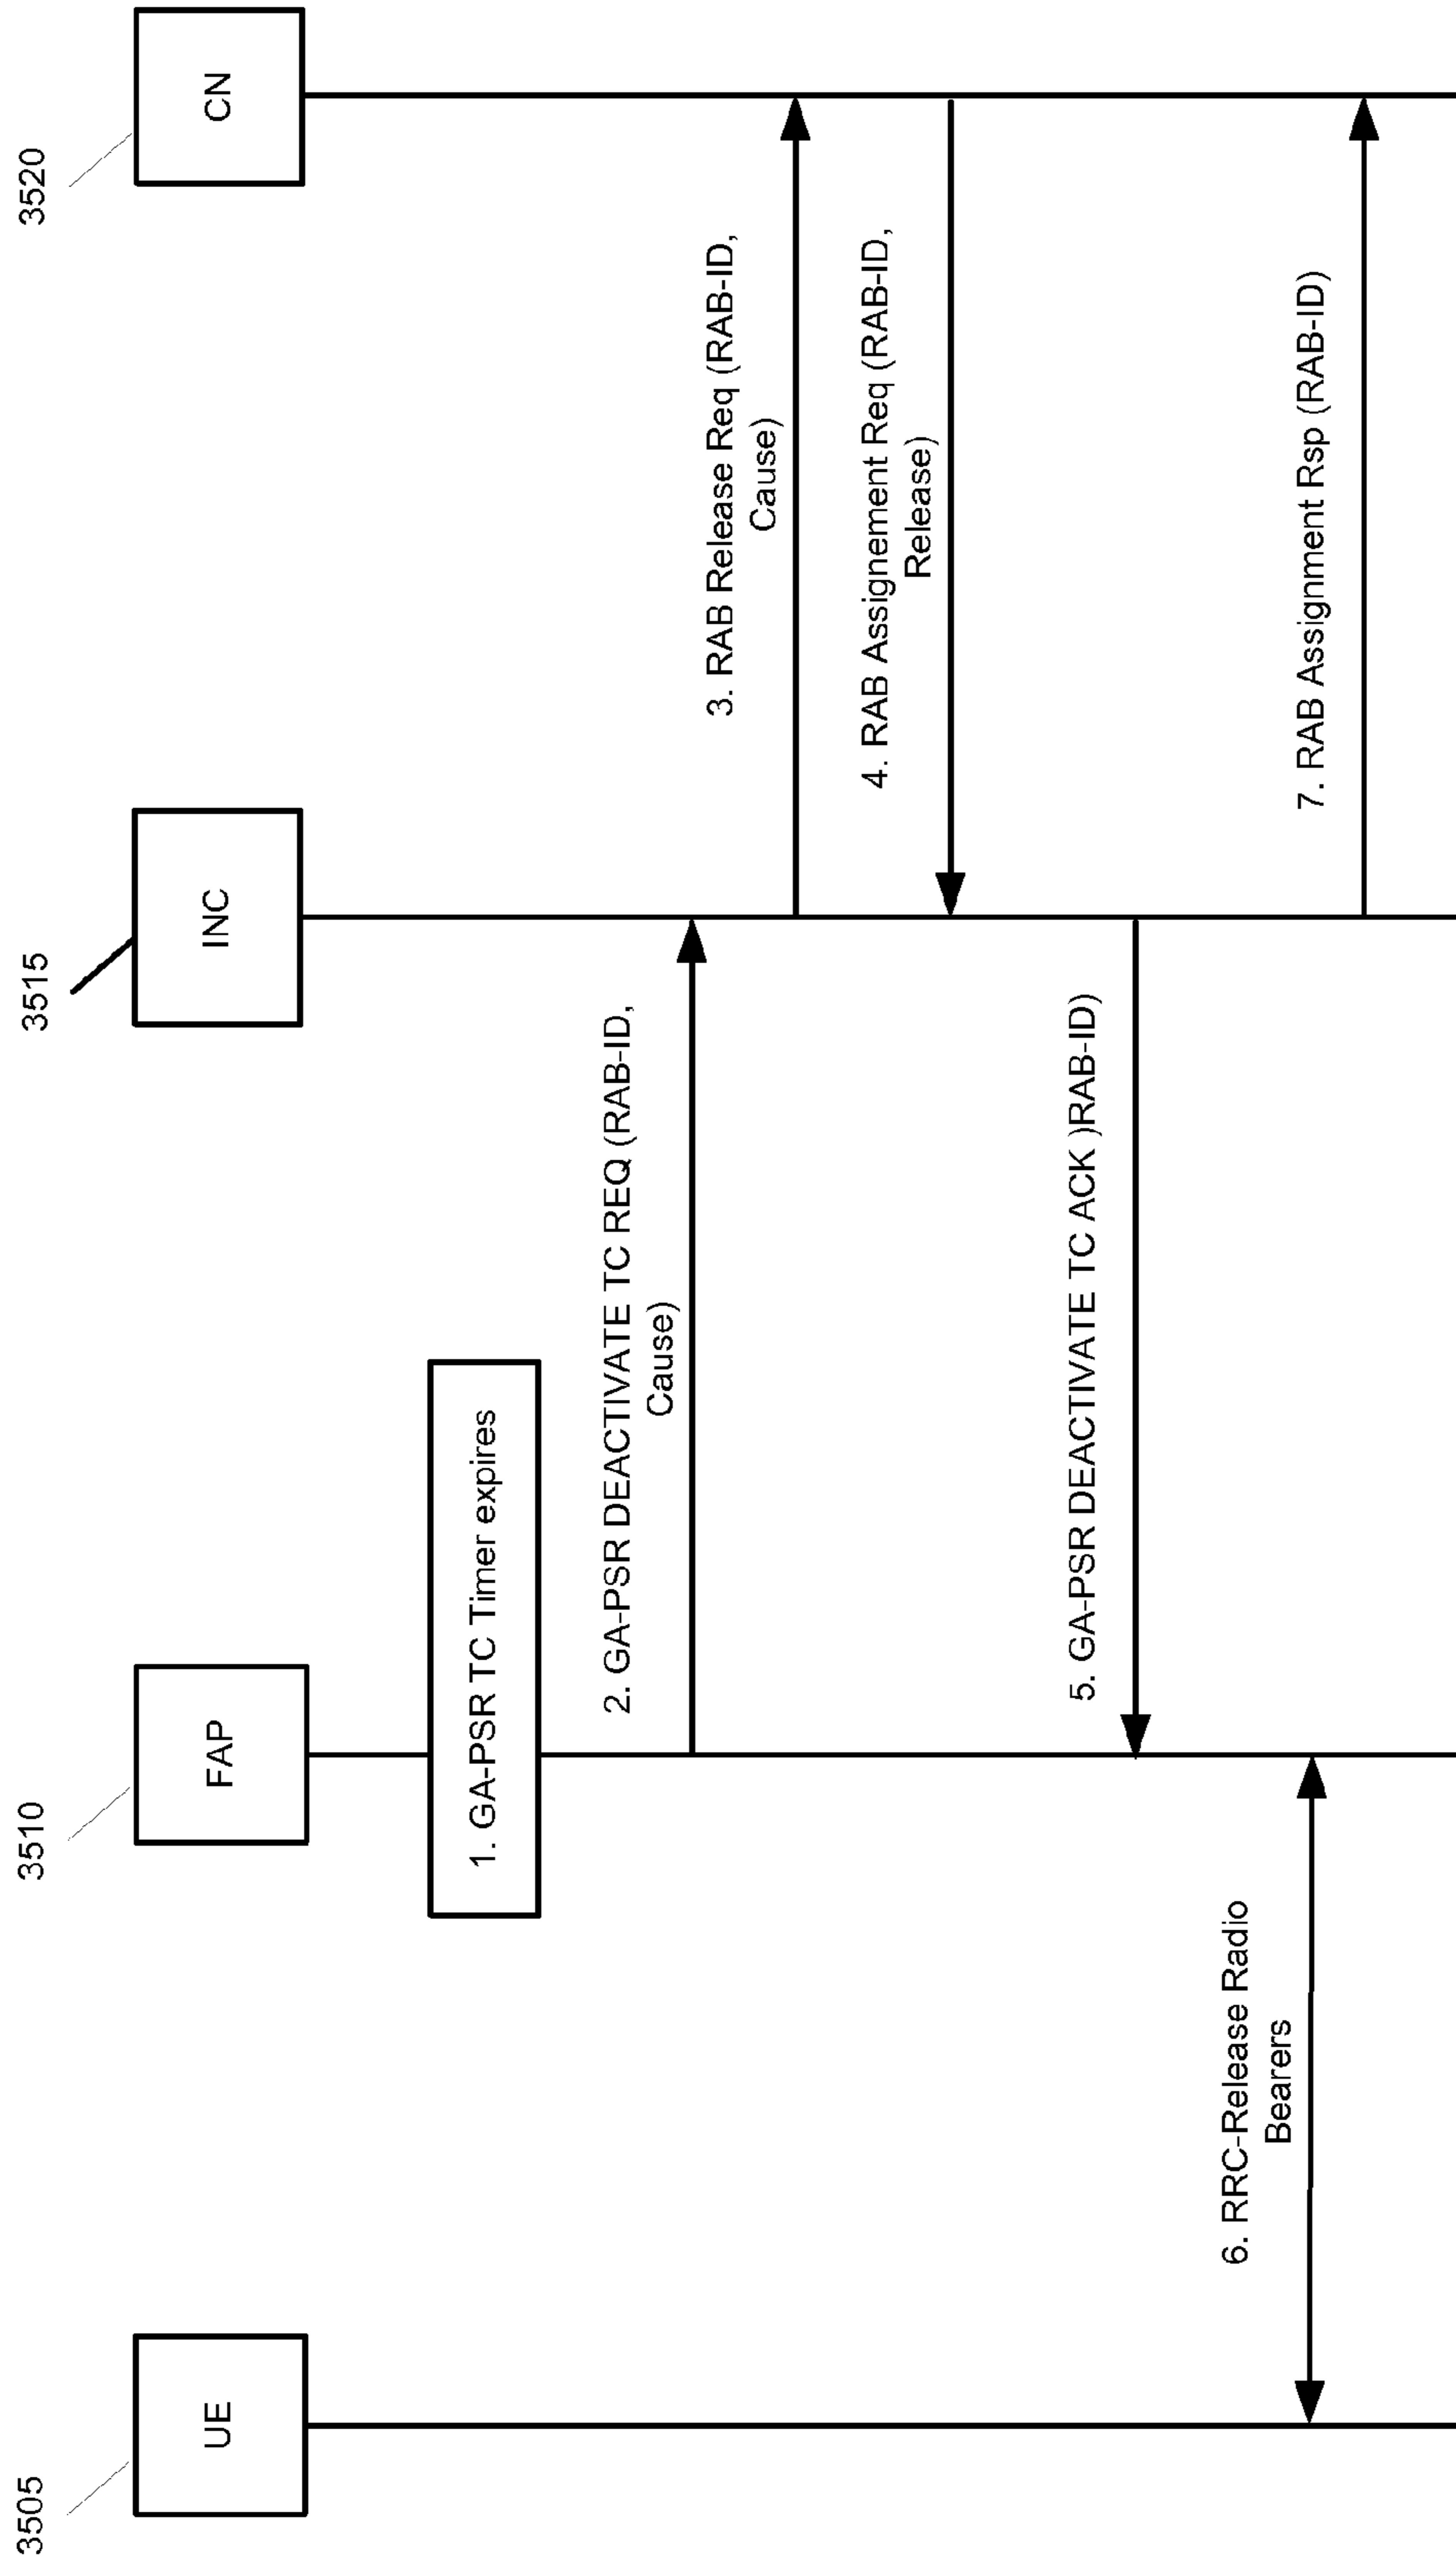 3505
3510
3515
3520
UE
FAP
INC
CN
1. GA-PSR TC Timer expires
2. GA-PSR DEACTIVATE TC REQ (RAB-ID,
Cause)
3. RAB Release Req (RAB-ID,
Cause)
4. RAB Assignement Req (RAB-ID,
Release)
5. GA-PSR DEACTIVATE TC ACK )RAB-ID)
6. RRC-Release Radio
Bearers
7. RAB Assignment Rsp (RAB-ID)